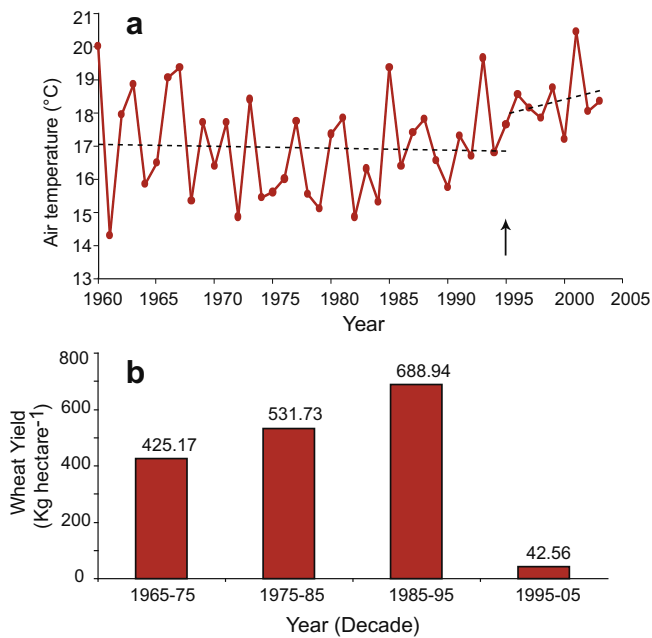 a
21
20
19
18
17
16
15
14
13
Air temperature (°C)
1960 1965 1970 1975 1980 1985 1990 1995 2000 2005
Year
b
800
600
400
200
0
Wheat Yield
(Kg hectare-1)
425.17
531.73
688.94
42.56
1965-75 1975-85 1985-95 1995-05
Year (Decade)